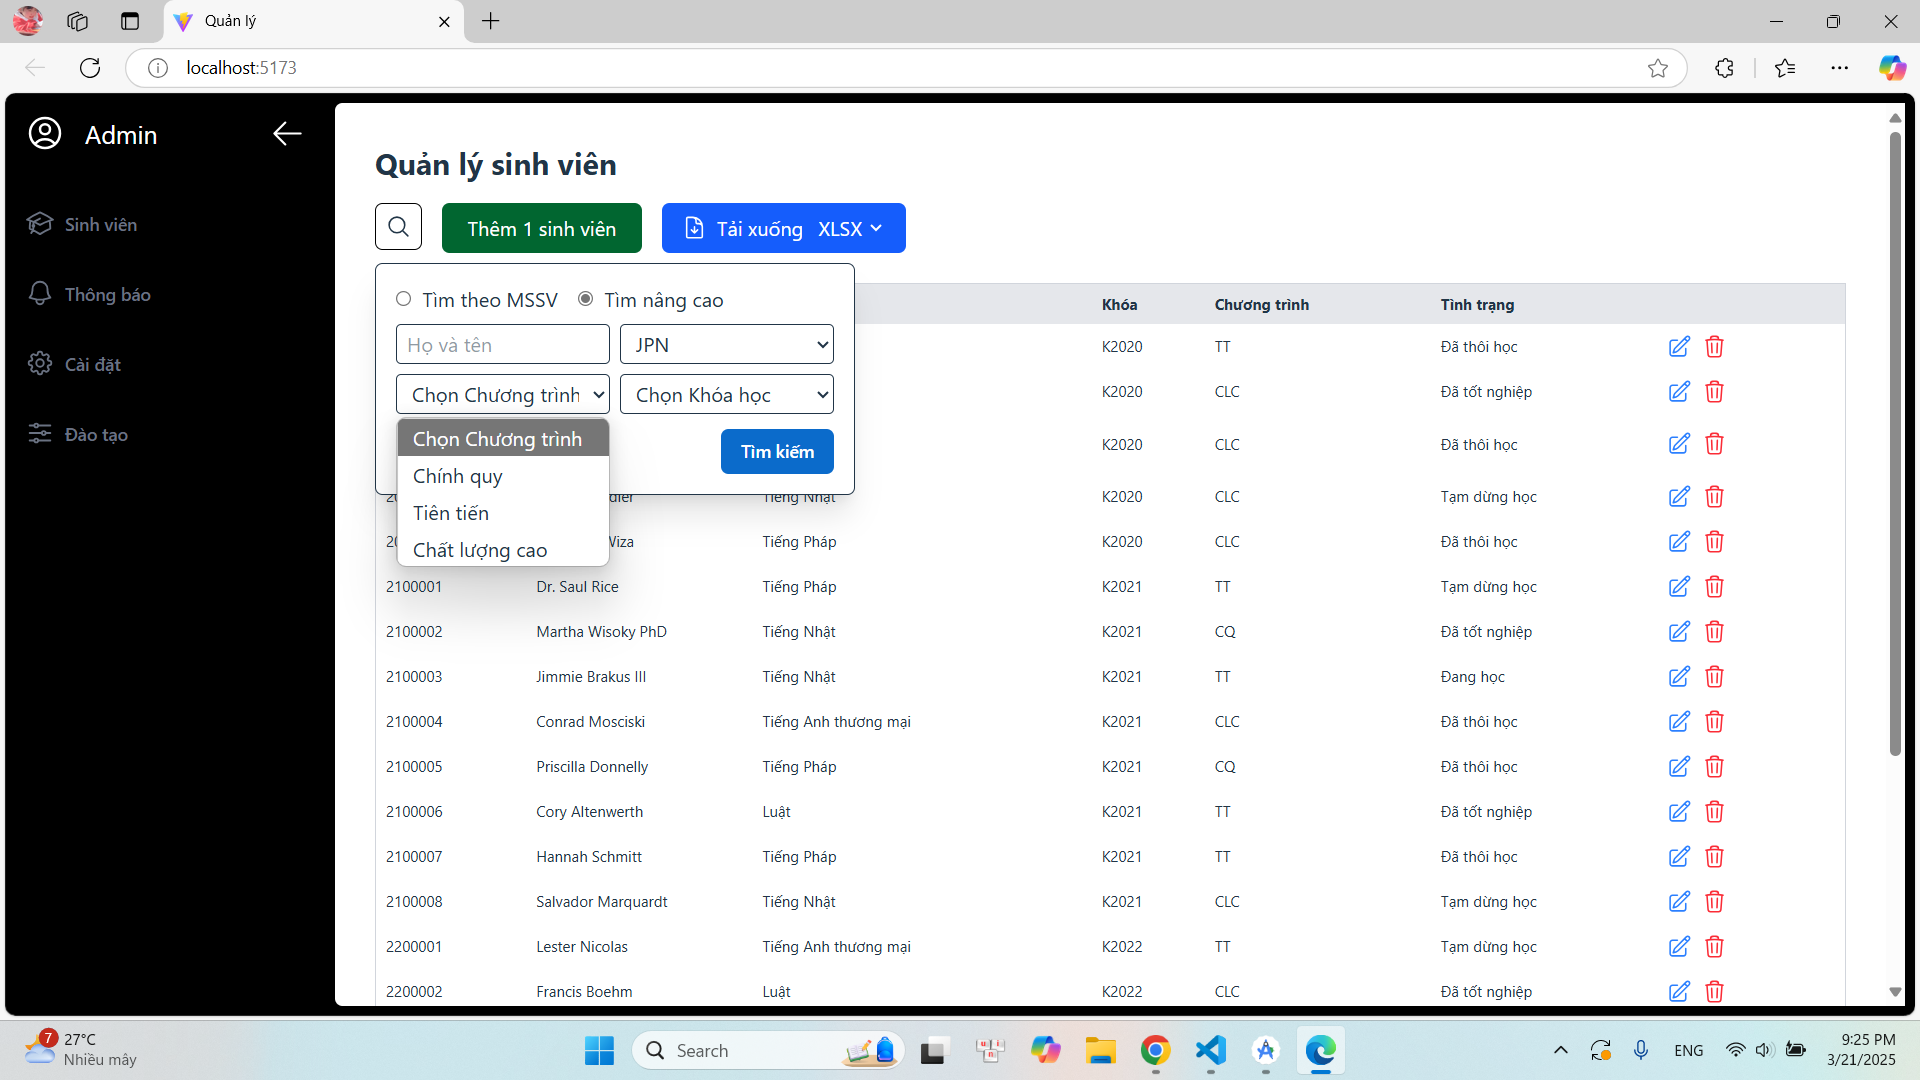 Quản lý
localhost:5173
Admin
Sinh viên
Thông báo
Cài đặt
Đào tạo
Quản lý sinh viên
Thêm 1 sinh viên
Tải xuống XLSX
Tìm theo MSSV Tìm nâng cao
Họ và tên JPN
Chọn Chương trình Chọn Khóa học
Chọn Chương trình
Chính quy
Tiên tiến
Chất lượng cao
Tìm kiếm
Khóa Chương trình Tình trạng
K2020 TT Đã thôi học
K2020 CLC Đã tốt nghiệp
K2020 CLC Đã thôi học
Tiếng Nhật K2020 CLC Tạm dừng học
Wiza Tiếng Pháp K2020 CLC Đã thôi học
2100001 Dr. Saul Rice Tiếng Pháp K2021 TT Tạm dừng học
2100002 Martha Wisoky PhD Tiếng Nhật K2021 CQ Đã tốt nghiệp
2100003 Jimmie Brakus III Tiếng Nhật K2021 TT Đang học
2100004 Conrad Mosciski Tiếng Anh thương mại K2021 CLC Đã thôi học
2100005 Priscilla Donnelly Tiếng Pháp K2021 CQ Đã thôi học
2100006 Cory Altenwerth Luật K2021 TT Đã tốt nghiệp
2100007 Hannah Schmitt Tiếng Pháp K2021 TT Đã thôi học
2100008 Salvador Marquardt Tiếng Nhật K2021 CLC Tạm dừng học
2200001 Lester Nicolas Tiếng Anh thương mại K2022 TT Tạm dừng học
2200002 Francis Boehm Luật K2022 CLC Đã tốt nghiệp
7
27°C
Nhiều mây
Search
ENG
9:25 PM
3/21/2025